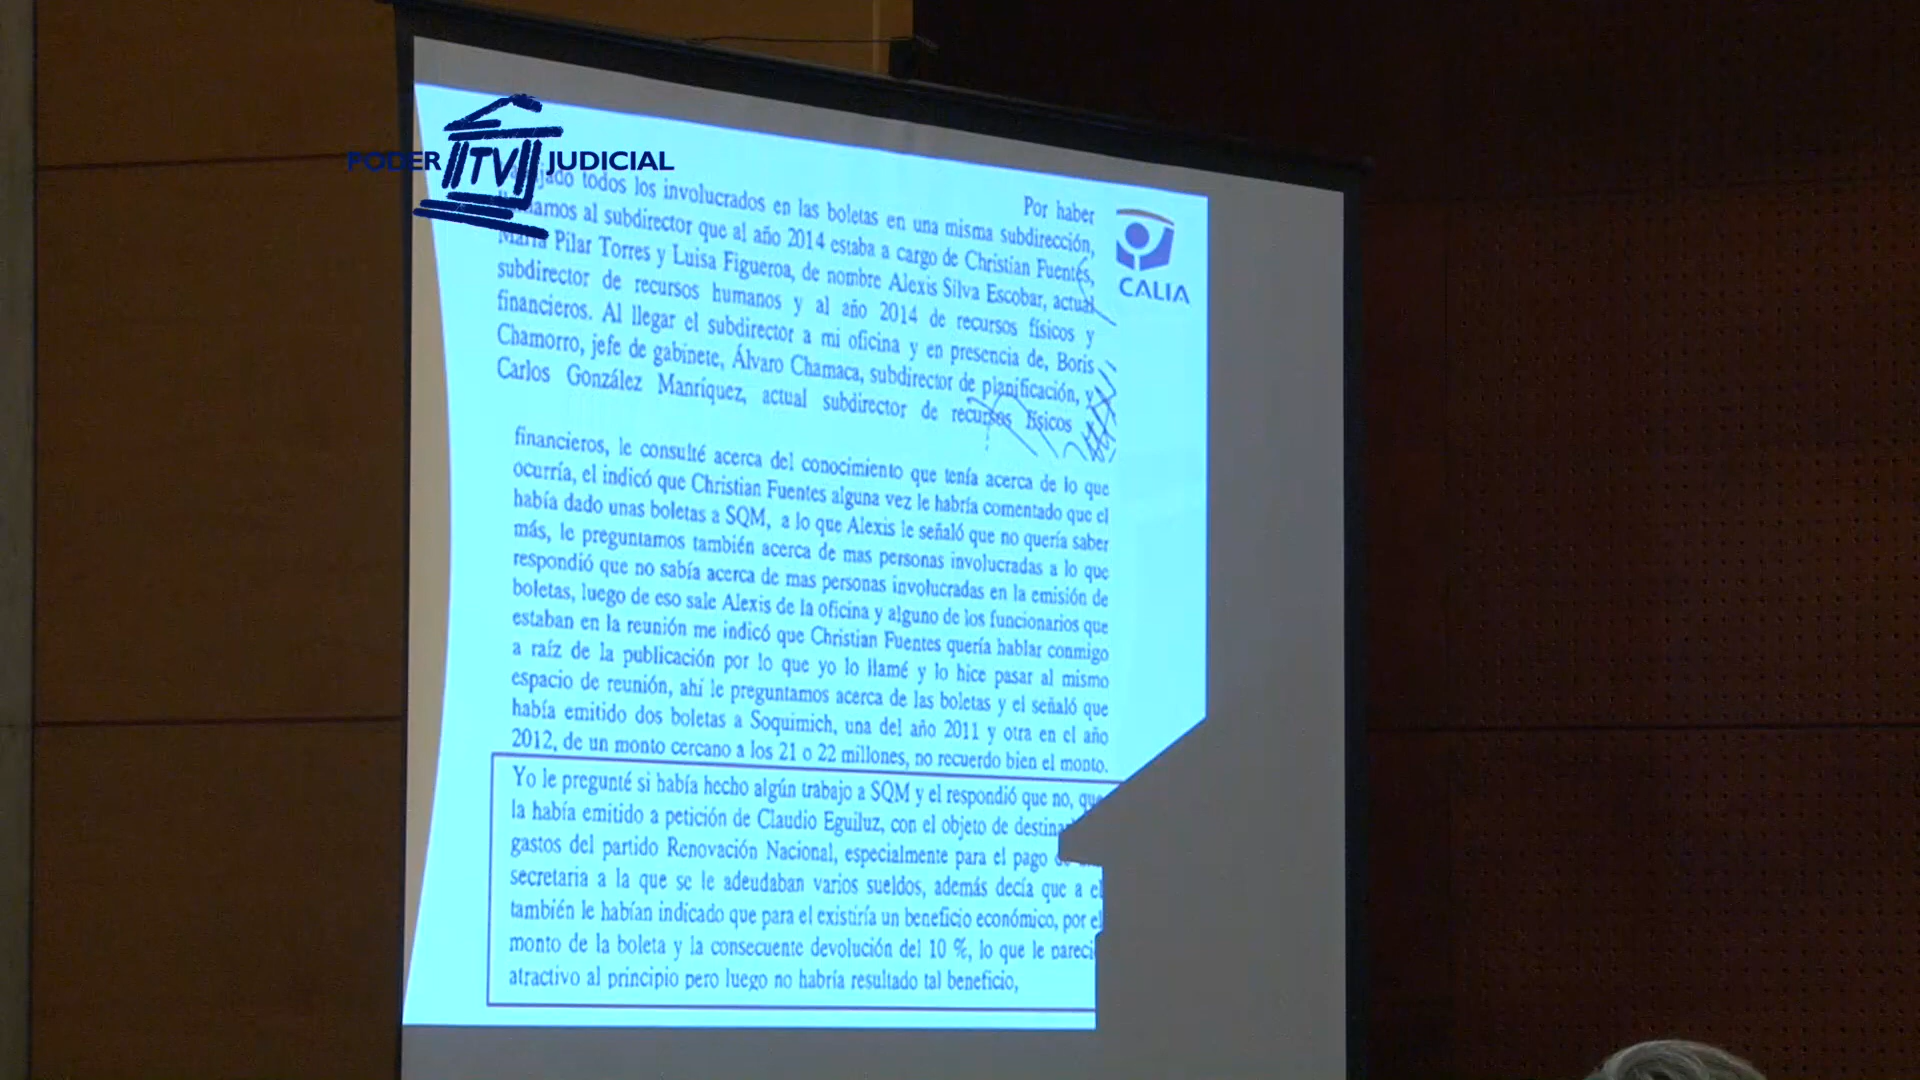 PODER TV JUDICIAL
Por haber
todos los involucrados en las boletas en una misma subdirección,
al subdirector que al año 2014 estaba a cargo de Christian Fuentes,
María Pilar Torres y Luisa Figueroa, de nombre Alexis Silva Escobar, actual
subdirector de recursos humanos y al año 2014 de recursos físicos y
financieros. Al llegar el subdirector a mi oficina y en presencia de, Boris
Chamorro, jefe de gabinete, Álvaro Chamaca, subdirector de planificación, y
Carlos González Manríquez, actual subdirector de recursos físicos
CALIA
financieros, le consulté acerca del conocimiento que tenía acerca de lo que
ocurría, el indicó que Christian Fuentes alguna vez le habría comentado que el
había dado unas boletas a SQM, a lo que Alexis le señaló que no quería saber
más, le preguntamos también acerca de mas personas involucradas a lo que
respondió que no sabía acerca de mas personas involucradas en la emisión de
boletas, luego de eso sale Alexis de la oficina y alguno de los funcionarios que
estaban en la reunión me indicó que Christian Fuentes quería hablar conmigo
a raíz de la publicación por lo que yo lo llamé y lo hice pasar al mismo
espacio de reunión, ahi le preguntamos acerca de las boletas y el señaló que
había emitido dos boletas a Soquimich, una del año 2011 y otra en el año
2012, de un monto cercano a los 21 o 22 millones, no recuerdo bien el monto.
Yo le pregunté si había hecho algún trabajo a SQM y el respondió que no, que
la había emitido a petición de Claudio Eguiluz, con el objeto de
gastos del partido Renovación Nacional, especialmente para el pago
secretaria a la que se le adeudaban varios sueldos, además decía que a el
también le habían indicado que para el existiría un beneficio económico, por el
monto de la boleta y la consecuente devolución del 10 %, lo que le
atractivo al principio pero luego no habría resultado tal beneficio,